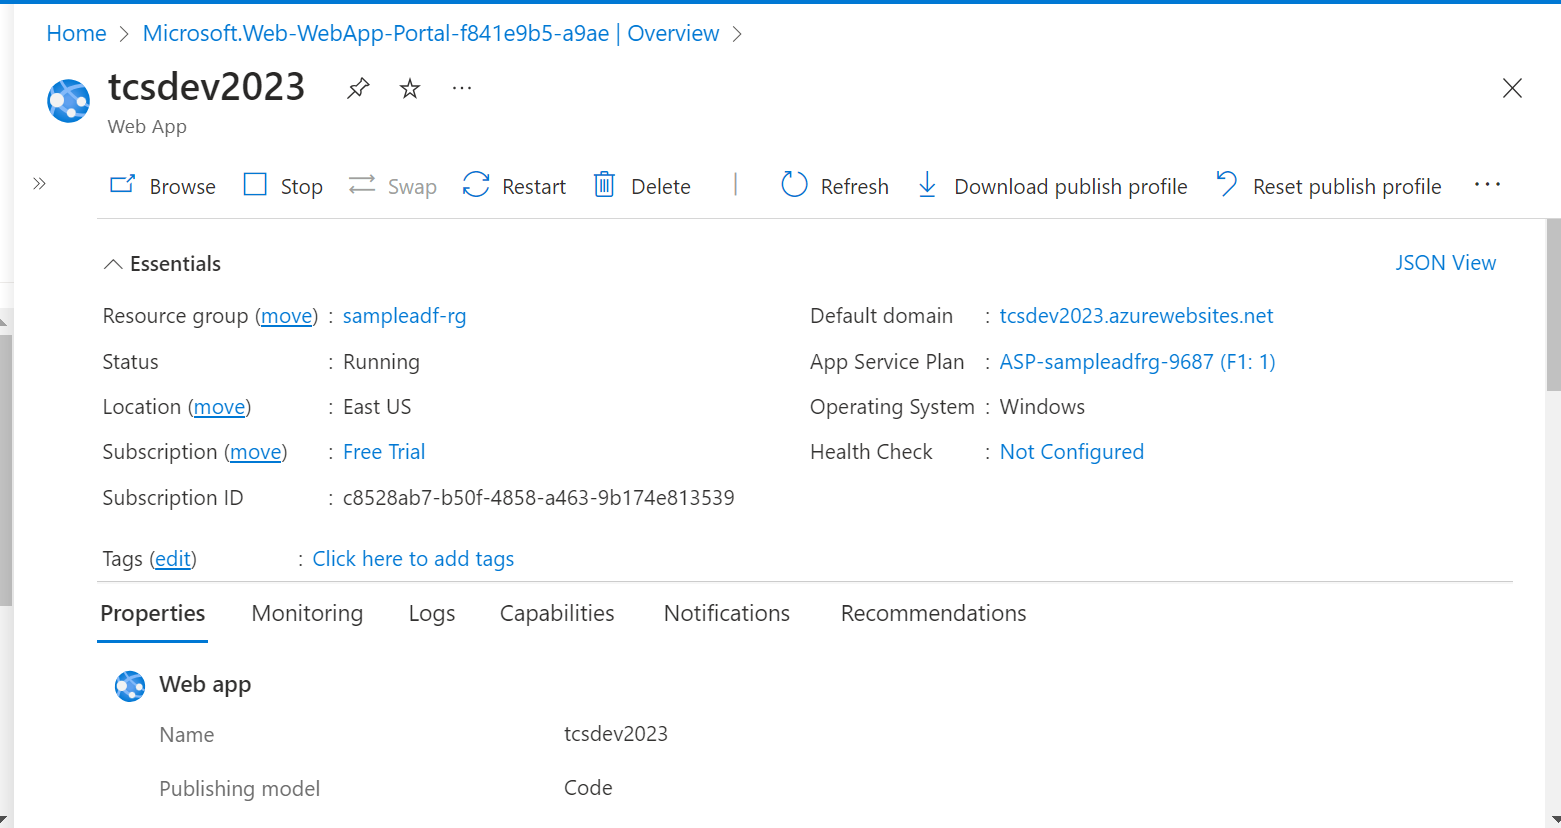 Home > Microsoft.Web-WebApp-Portal-f841e9b5-a9ae | Overview >
tcsdev2023 ...
Web App
» Browse Stop Swap Restart Delete | Refresh Download publish profile Reset publish profile ...
Essentials JSON View
Resource group (move) : sampleadf-rg Default domain : tcsdev2023.azurewebsites.net
Status : Running App Service Plan : ASP-sampleadfrg-9687 (F1: 1)
Location (move) : East US Operating System : Windows
Subscription (move) : Free Trial Health Check : Not Configured
Subscription ID : c8528ab7-b50f-4858-a463-9b174e813539
Tags (edit) : Click here to add tags
Properties Monitoring Logs Capabilities Notifications Recommendations
Web app
Name tcsdev2023
Publishing model Code